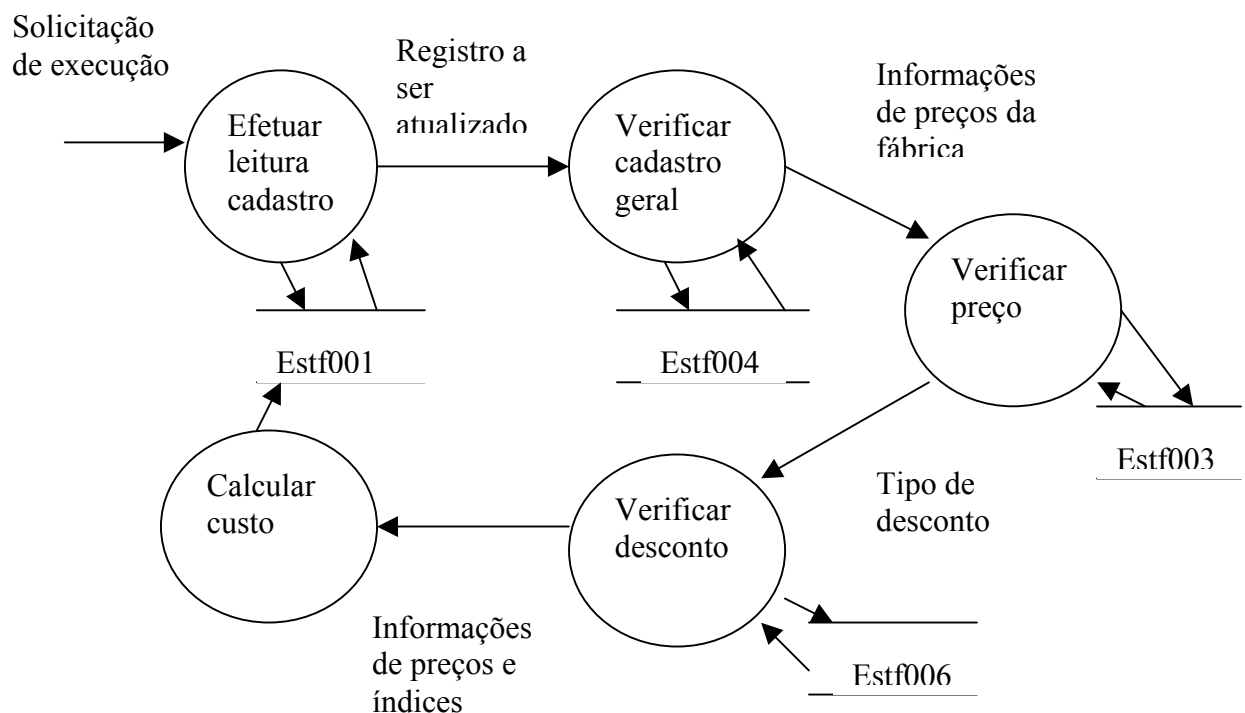 Solicitação
de execução
Registro a
ser
atualizado
Informações
de preços da
fábrica
Efetuar
leitura
cadastro
Verificar
cadastro
geral
Verificar
preço
Estf001
Estf004
Estf003
Calcular
custo
Verificar
desconto
Tipo de
desconto
Informações
de preços e
índices
Estf006